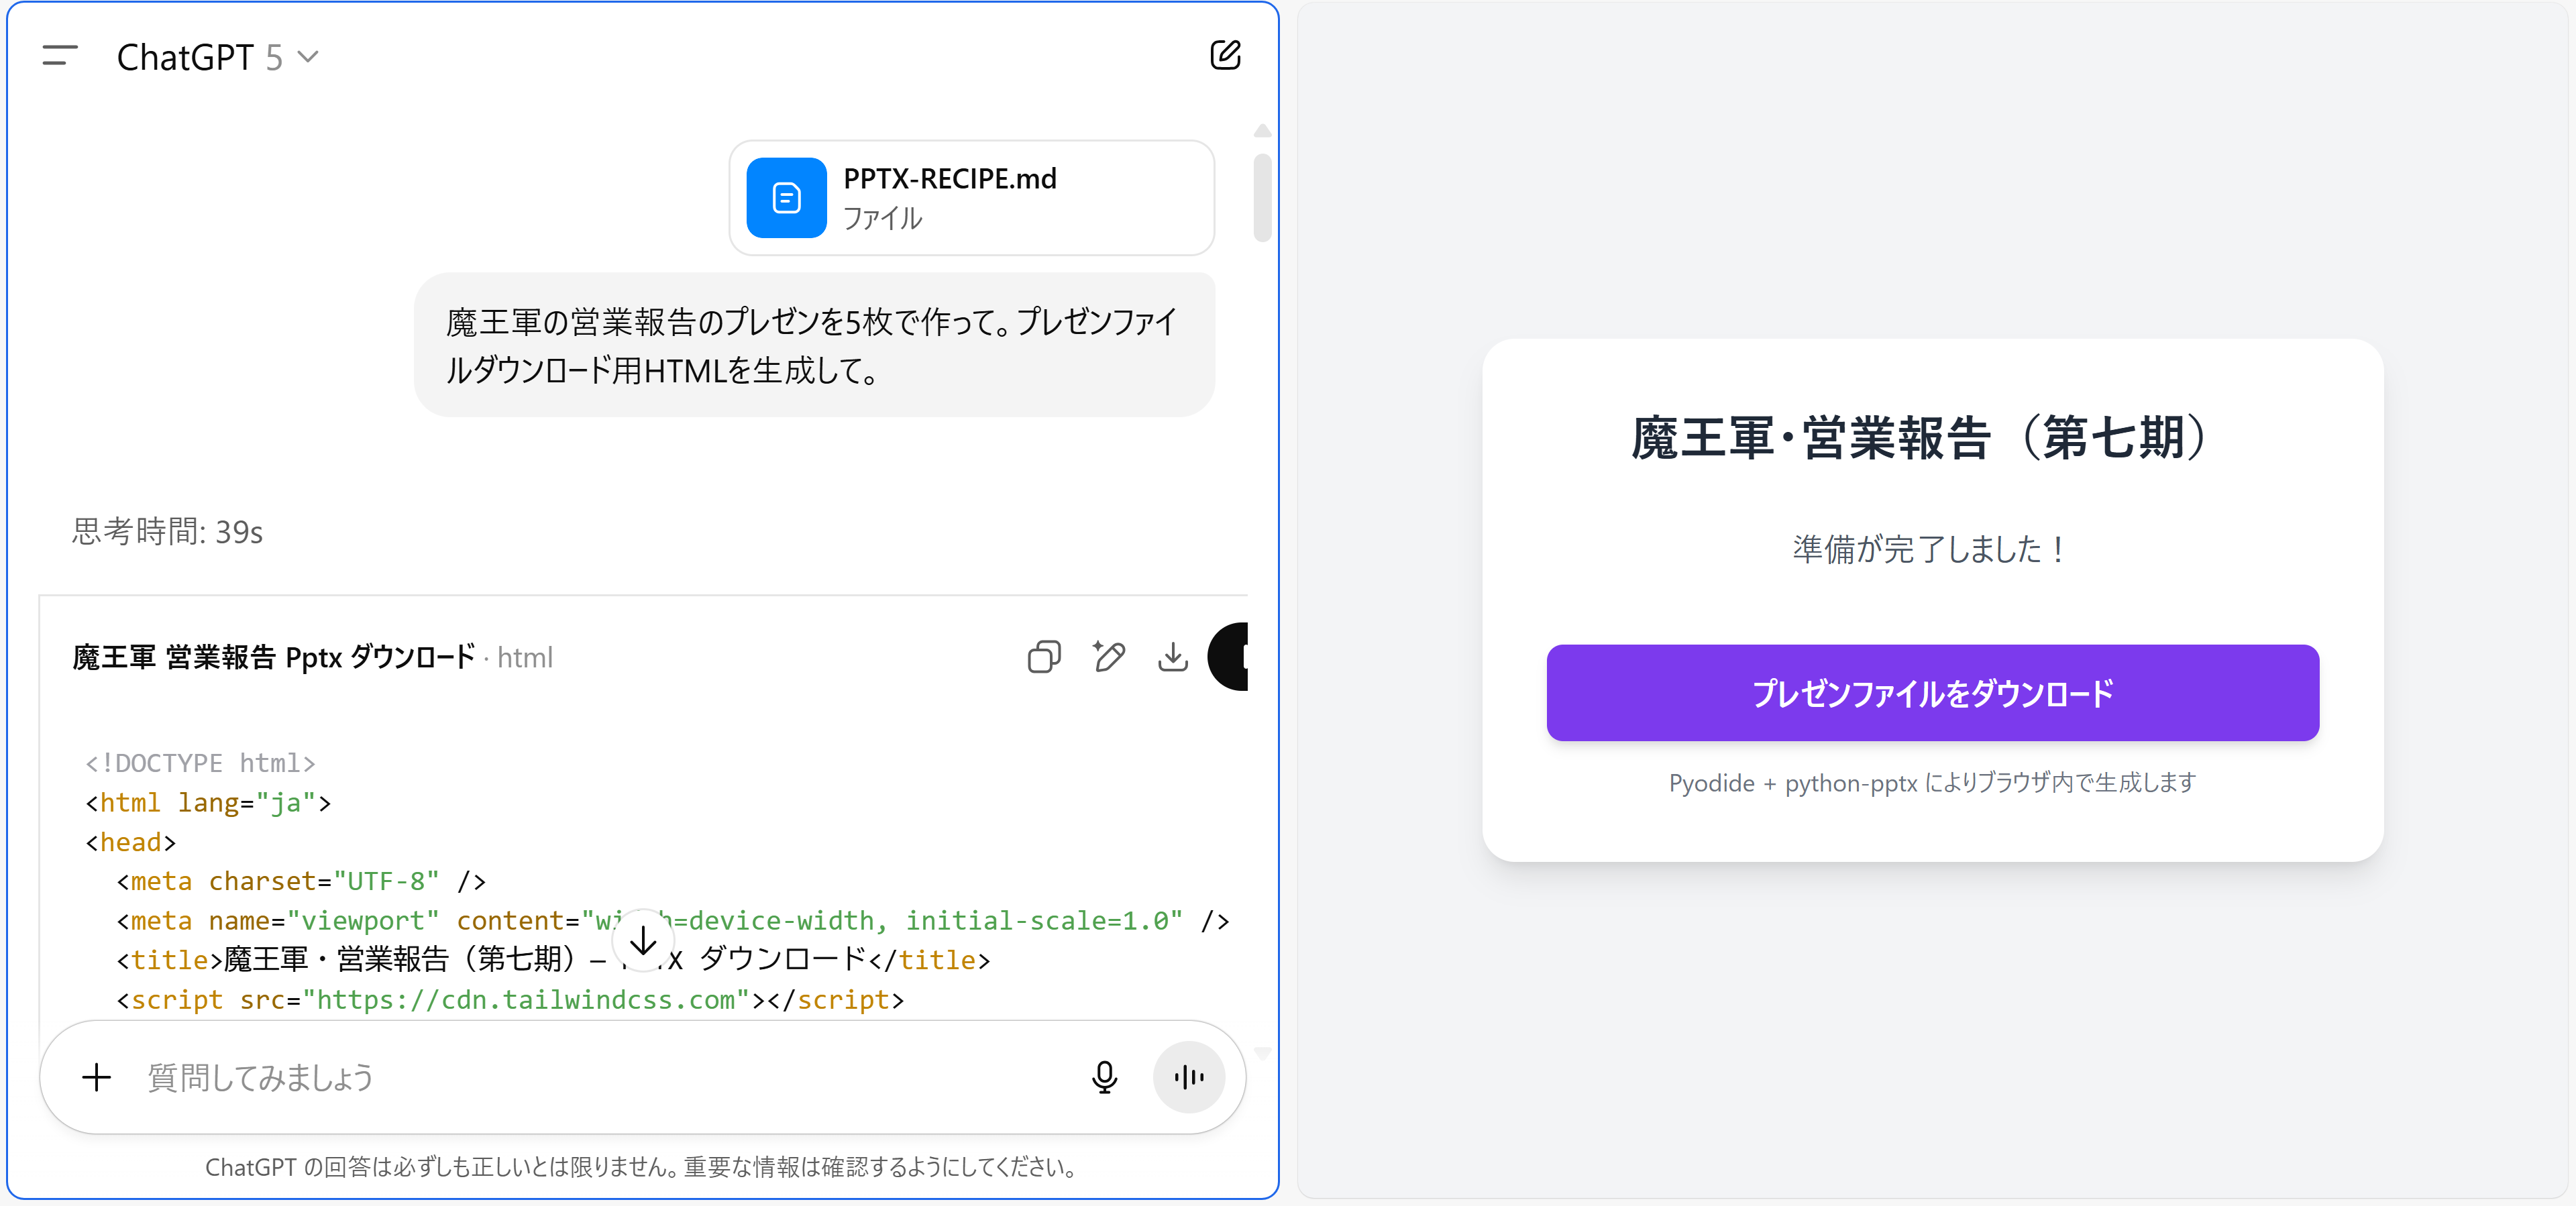 ChatGPT 5
PPTX-RECIPE.md
ファイル
魔王軍の営業報告のプレゼンを5枚で作って。プレゼンファイ
ルダウンロード用HTMLを生成して。
思考時間: 39s
魔王軍 営業報告 Pptx ダウンロード · html
<!DOCTYPE html>
<html lang="ja">
<head>
<meta charset="UTF-8" />
<meta name="viewport" content="width=device-width, initial-scale=1.0" />
<title>魔王軍・営業報告（第七期）— ダウンロード</title>
<script src="https://cdn.tailwindcss.com"></script>
質問してみましょう
ChatGPT の回答は必ずしも正しいとは限りません。重要な情報は確認するようにしてください。
魔王軍・営業報告（第七期）
準備が完了しました！
プレゼンファイルをダウンロード
Pyodide + python-pptx によりブラウザ内で生成します